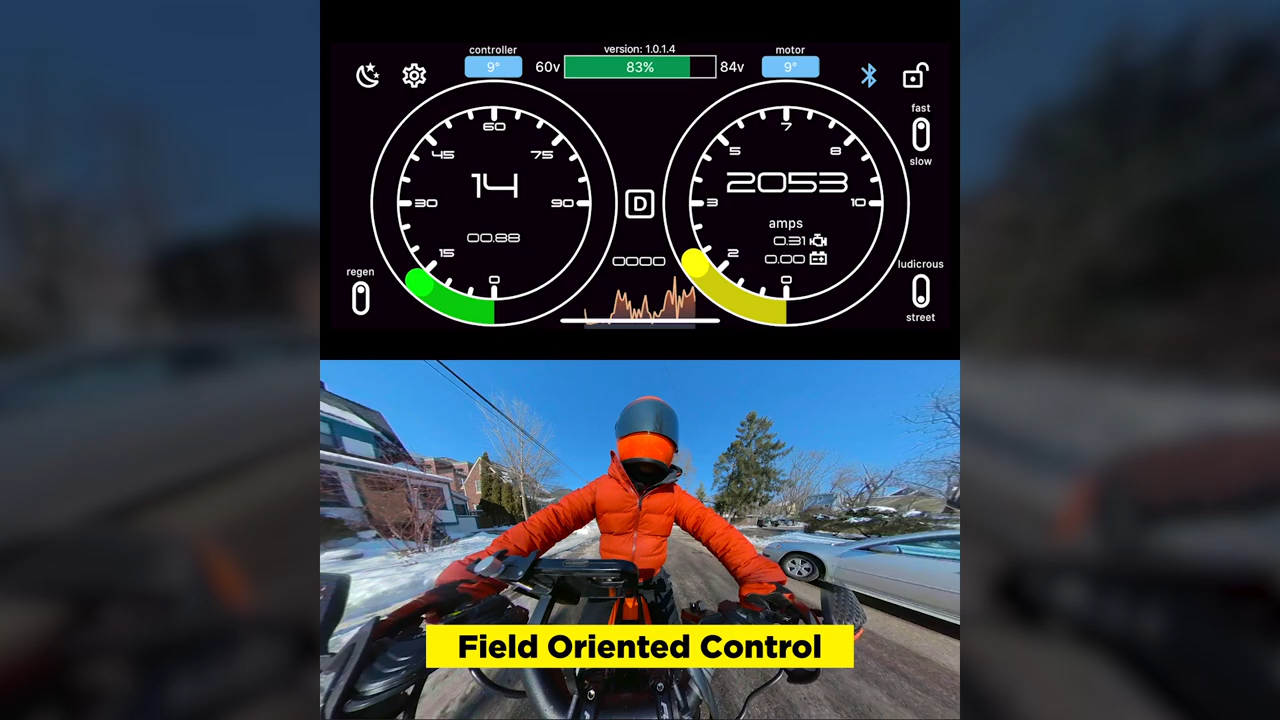 controller
version: 1.0.1.4
motor
9°
60v
83%
84v
9°
fast
slow
60
45
75
14
30
90
00.88
15
0
D
0000
7
5
8
2053
3
10
amps
0.31
2
0.00
0
regen
ludicrous
street
Field Oriented Control